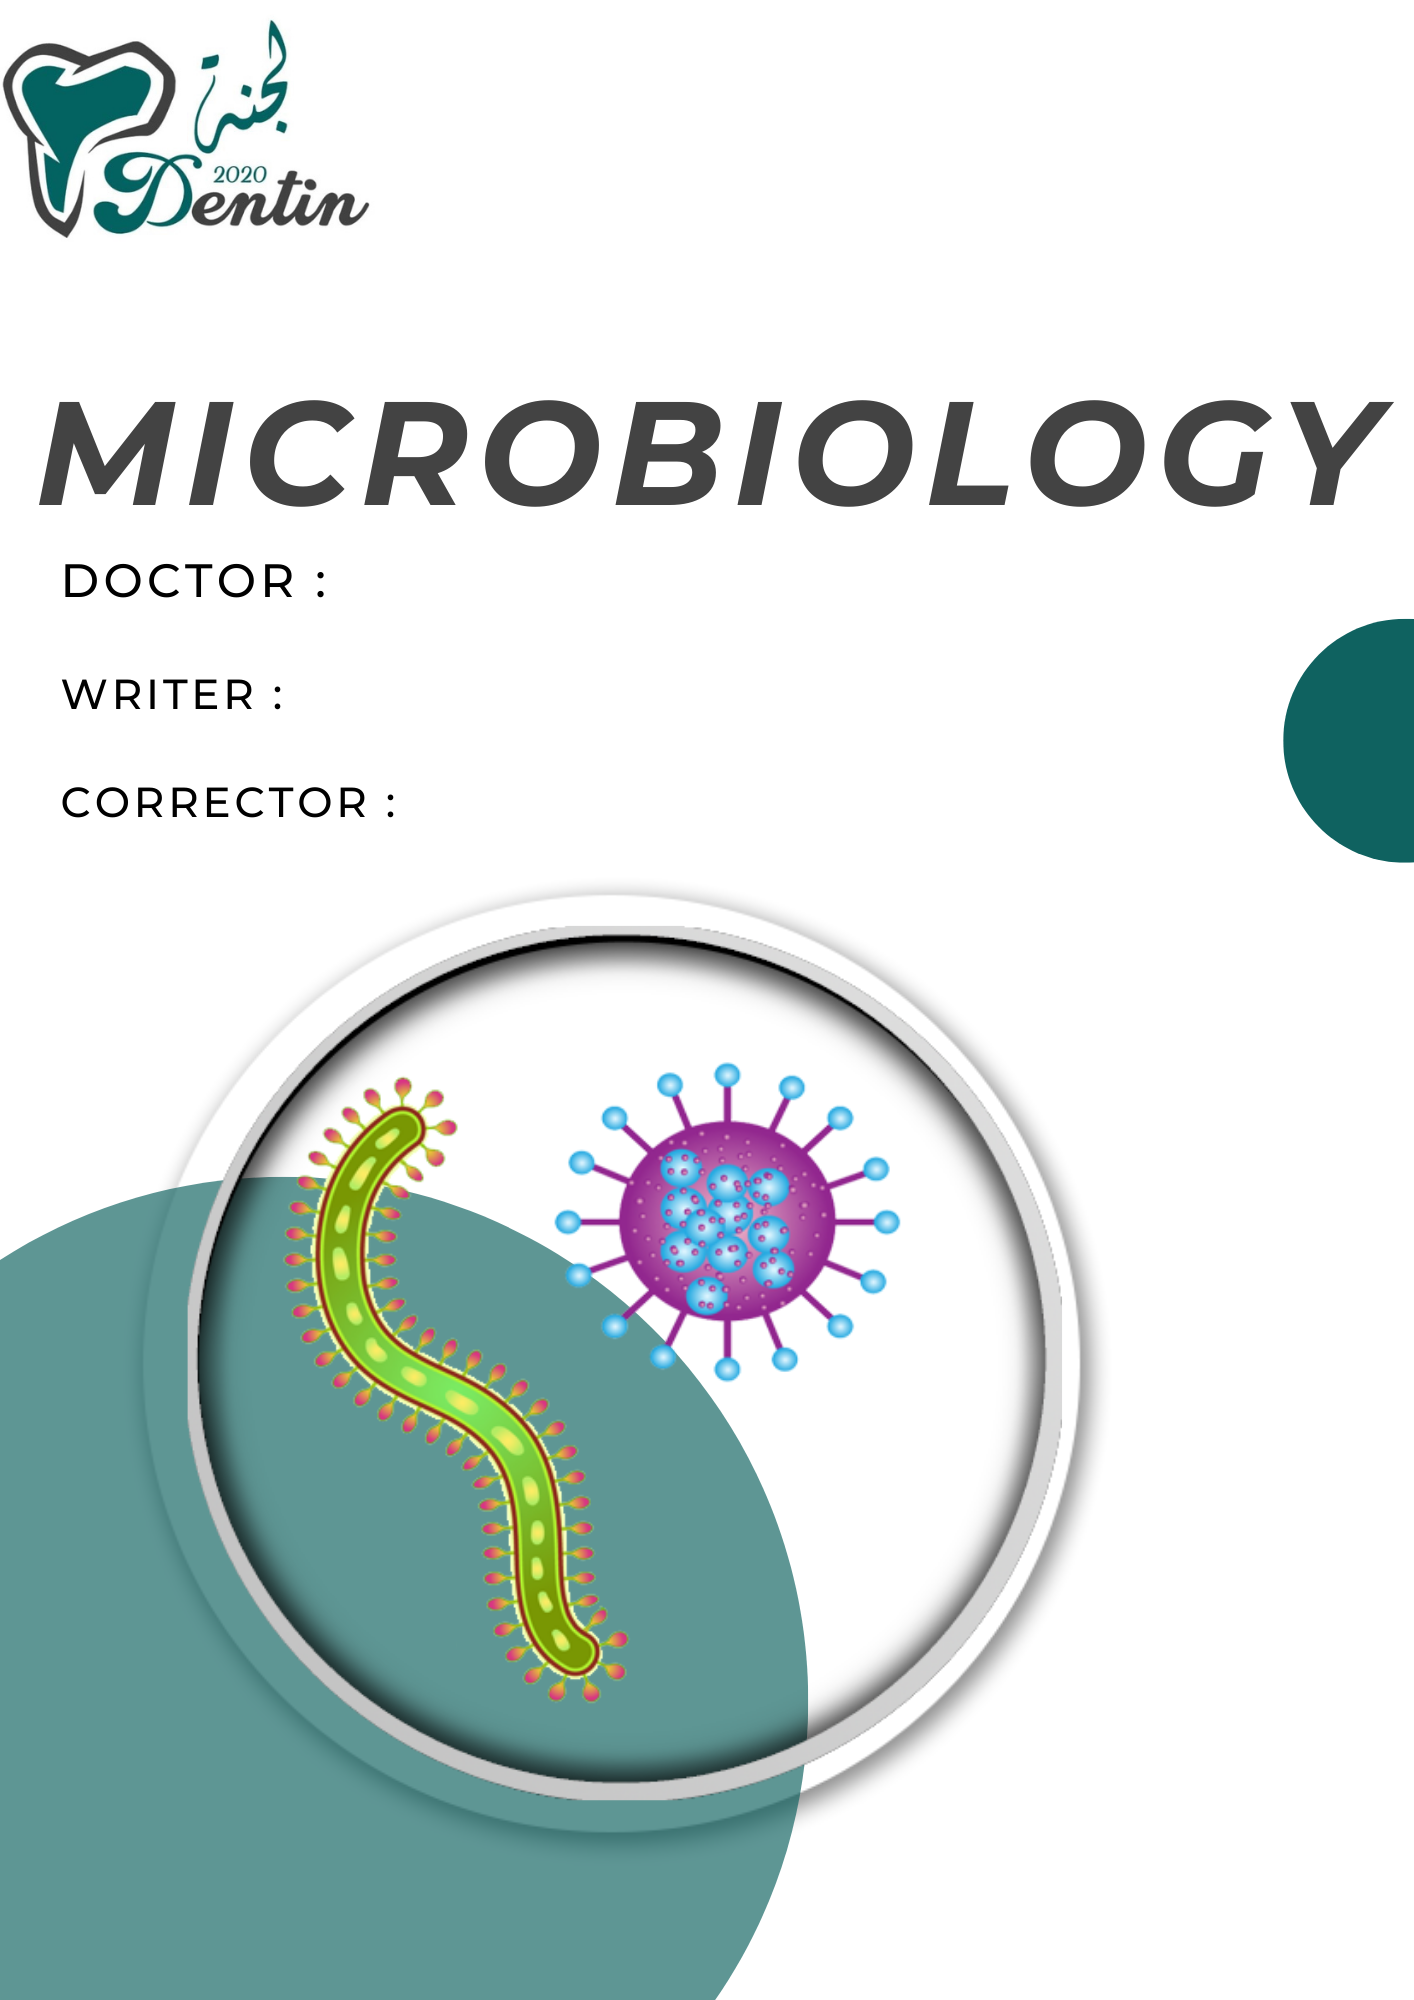 لجنة
2020
Dentin
MICROBIOLOGY
DOCTOR :
WRITER :
CORRECTOR :